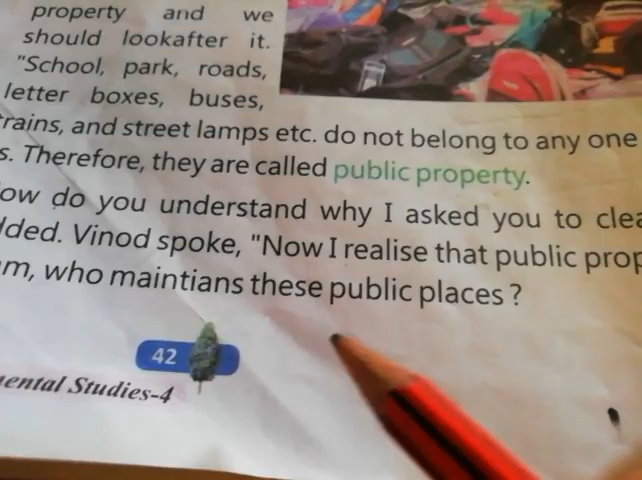 property and we
should lookafter it.
"School, park, roads,
letter boxes, buses,
rains, and street lamps etc. do not belong to any one
s. Therefore, they are called public property.
ow do you understand why I asked you to clea
dded. Vinod spoke, "Now I realise that public prop
m, who maintians these public places ?
42
ental Studies-4